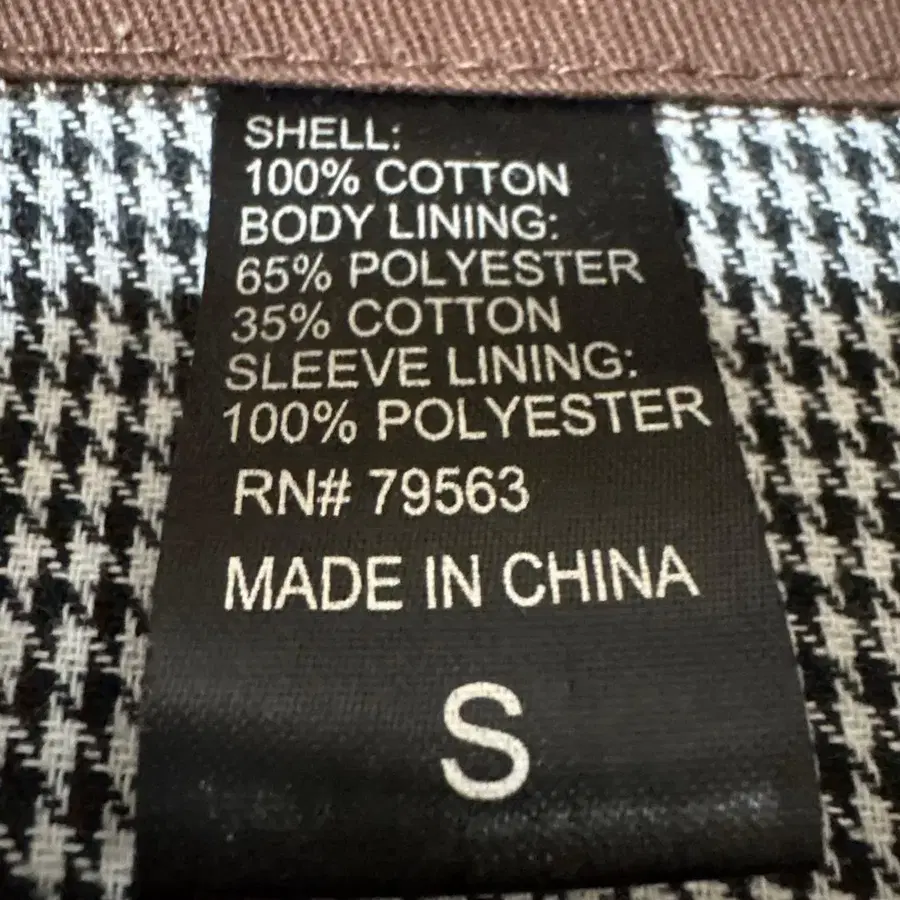 SHELL:
100% COTTON
BODY LINING:
65% POLYESTER
35% COTTON
SLEEVE LINING:
100% POLYESTER
RN# 79563
MADE IN CHINA
S